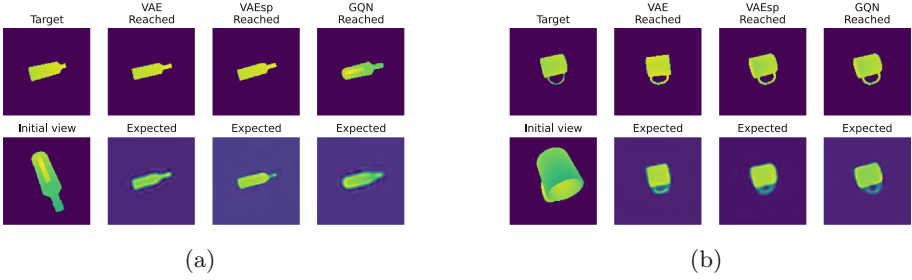 Target
VAE
Reached
VAEsp
Reached
GQN
Reached
Initial view
Expected
Expected
Expected
(a)
Target
VAE
Reached
VAEsp
Reached
GQN
Reached
Initial view
Expected
Expected
Expected
(b)